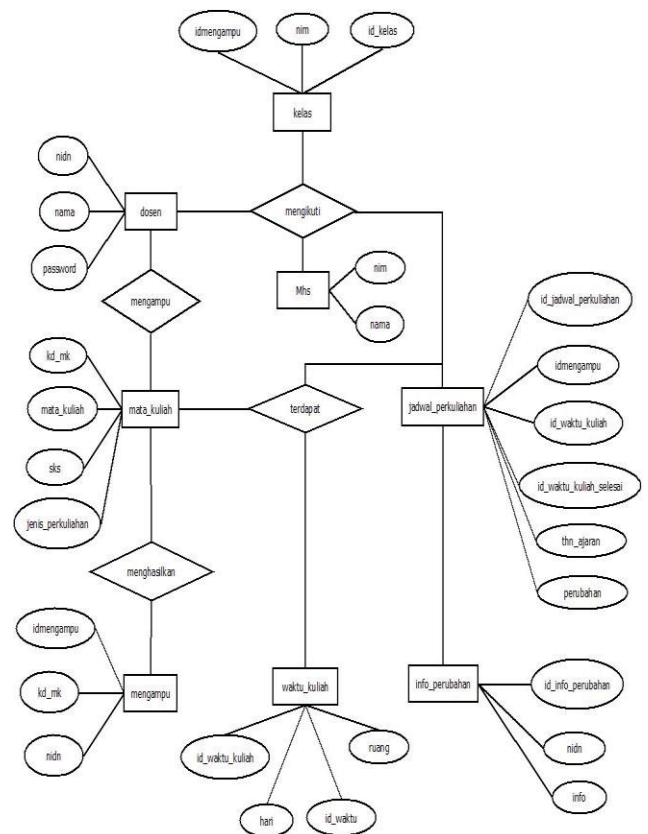 idmengampu
nim
id_kelas
kelas
nidn
dosen
mengikuti
nama
password
Mhs
nim
nama
mengampu
id_jadwal_perkuliahan
kd_mk
idmengampu
mata_kuliah
mata_kuliah
terdapat
jadwal_perkuliahan
id_waktu_kuliah
sks
id_waktu_kuliah_selesai
jenis_perkuliahan
thn_ajaran
menghasilkan
perubahan
idmengampu
kd_mk
mengampu
waktu_kuliah
info_perubahan
id_info_perubahan
nidn
id_waktu_kuliah
ruang
nidn
hari
id_waktu
info